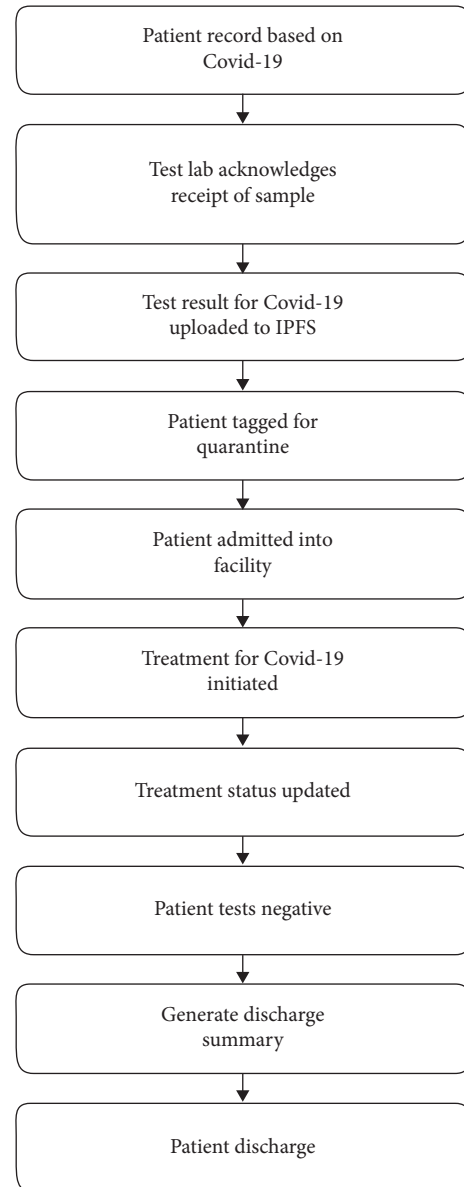 Patient record based on
Covid-19
Test lab acknowledges
receipt of sample
Test result for Covid-19
uploaded to IPFS
Patient tagged for
quarantine
Patient admitted into
facility
Treatment for Covid-19
initiated
Treatment status updated
Patient tests negative
Generate discharge
summary
Patient discharge